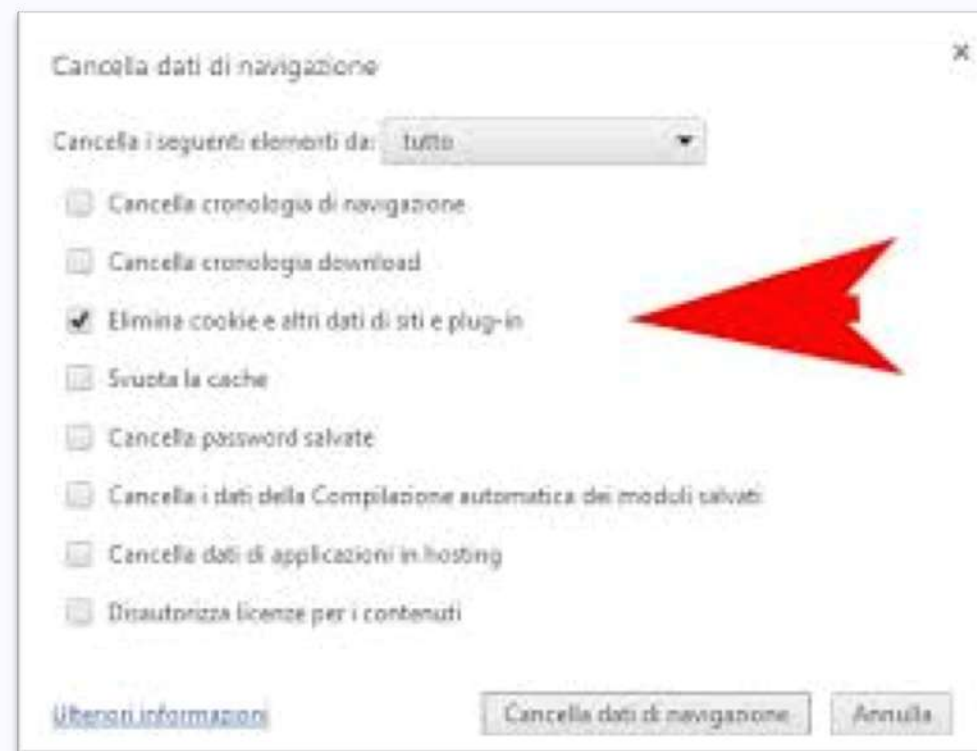 Cancella dati di navigazione
Cancella i seguenti elementi da: tutto
Cancella cronologia di navigazione
Cancella cronologia download
Elimina cookie e altri dati di siti e plug-in
Svuota la cache
Cancella password salvate
Cancella i dati della Compilazione automatica dei moduli salvati
Cancella dati di applicazioni in hosting
Disautorizza licenze per i contenuti
Ulteriori informazioni Cancella dati di navigazione Annulla